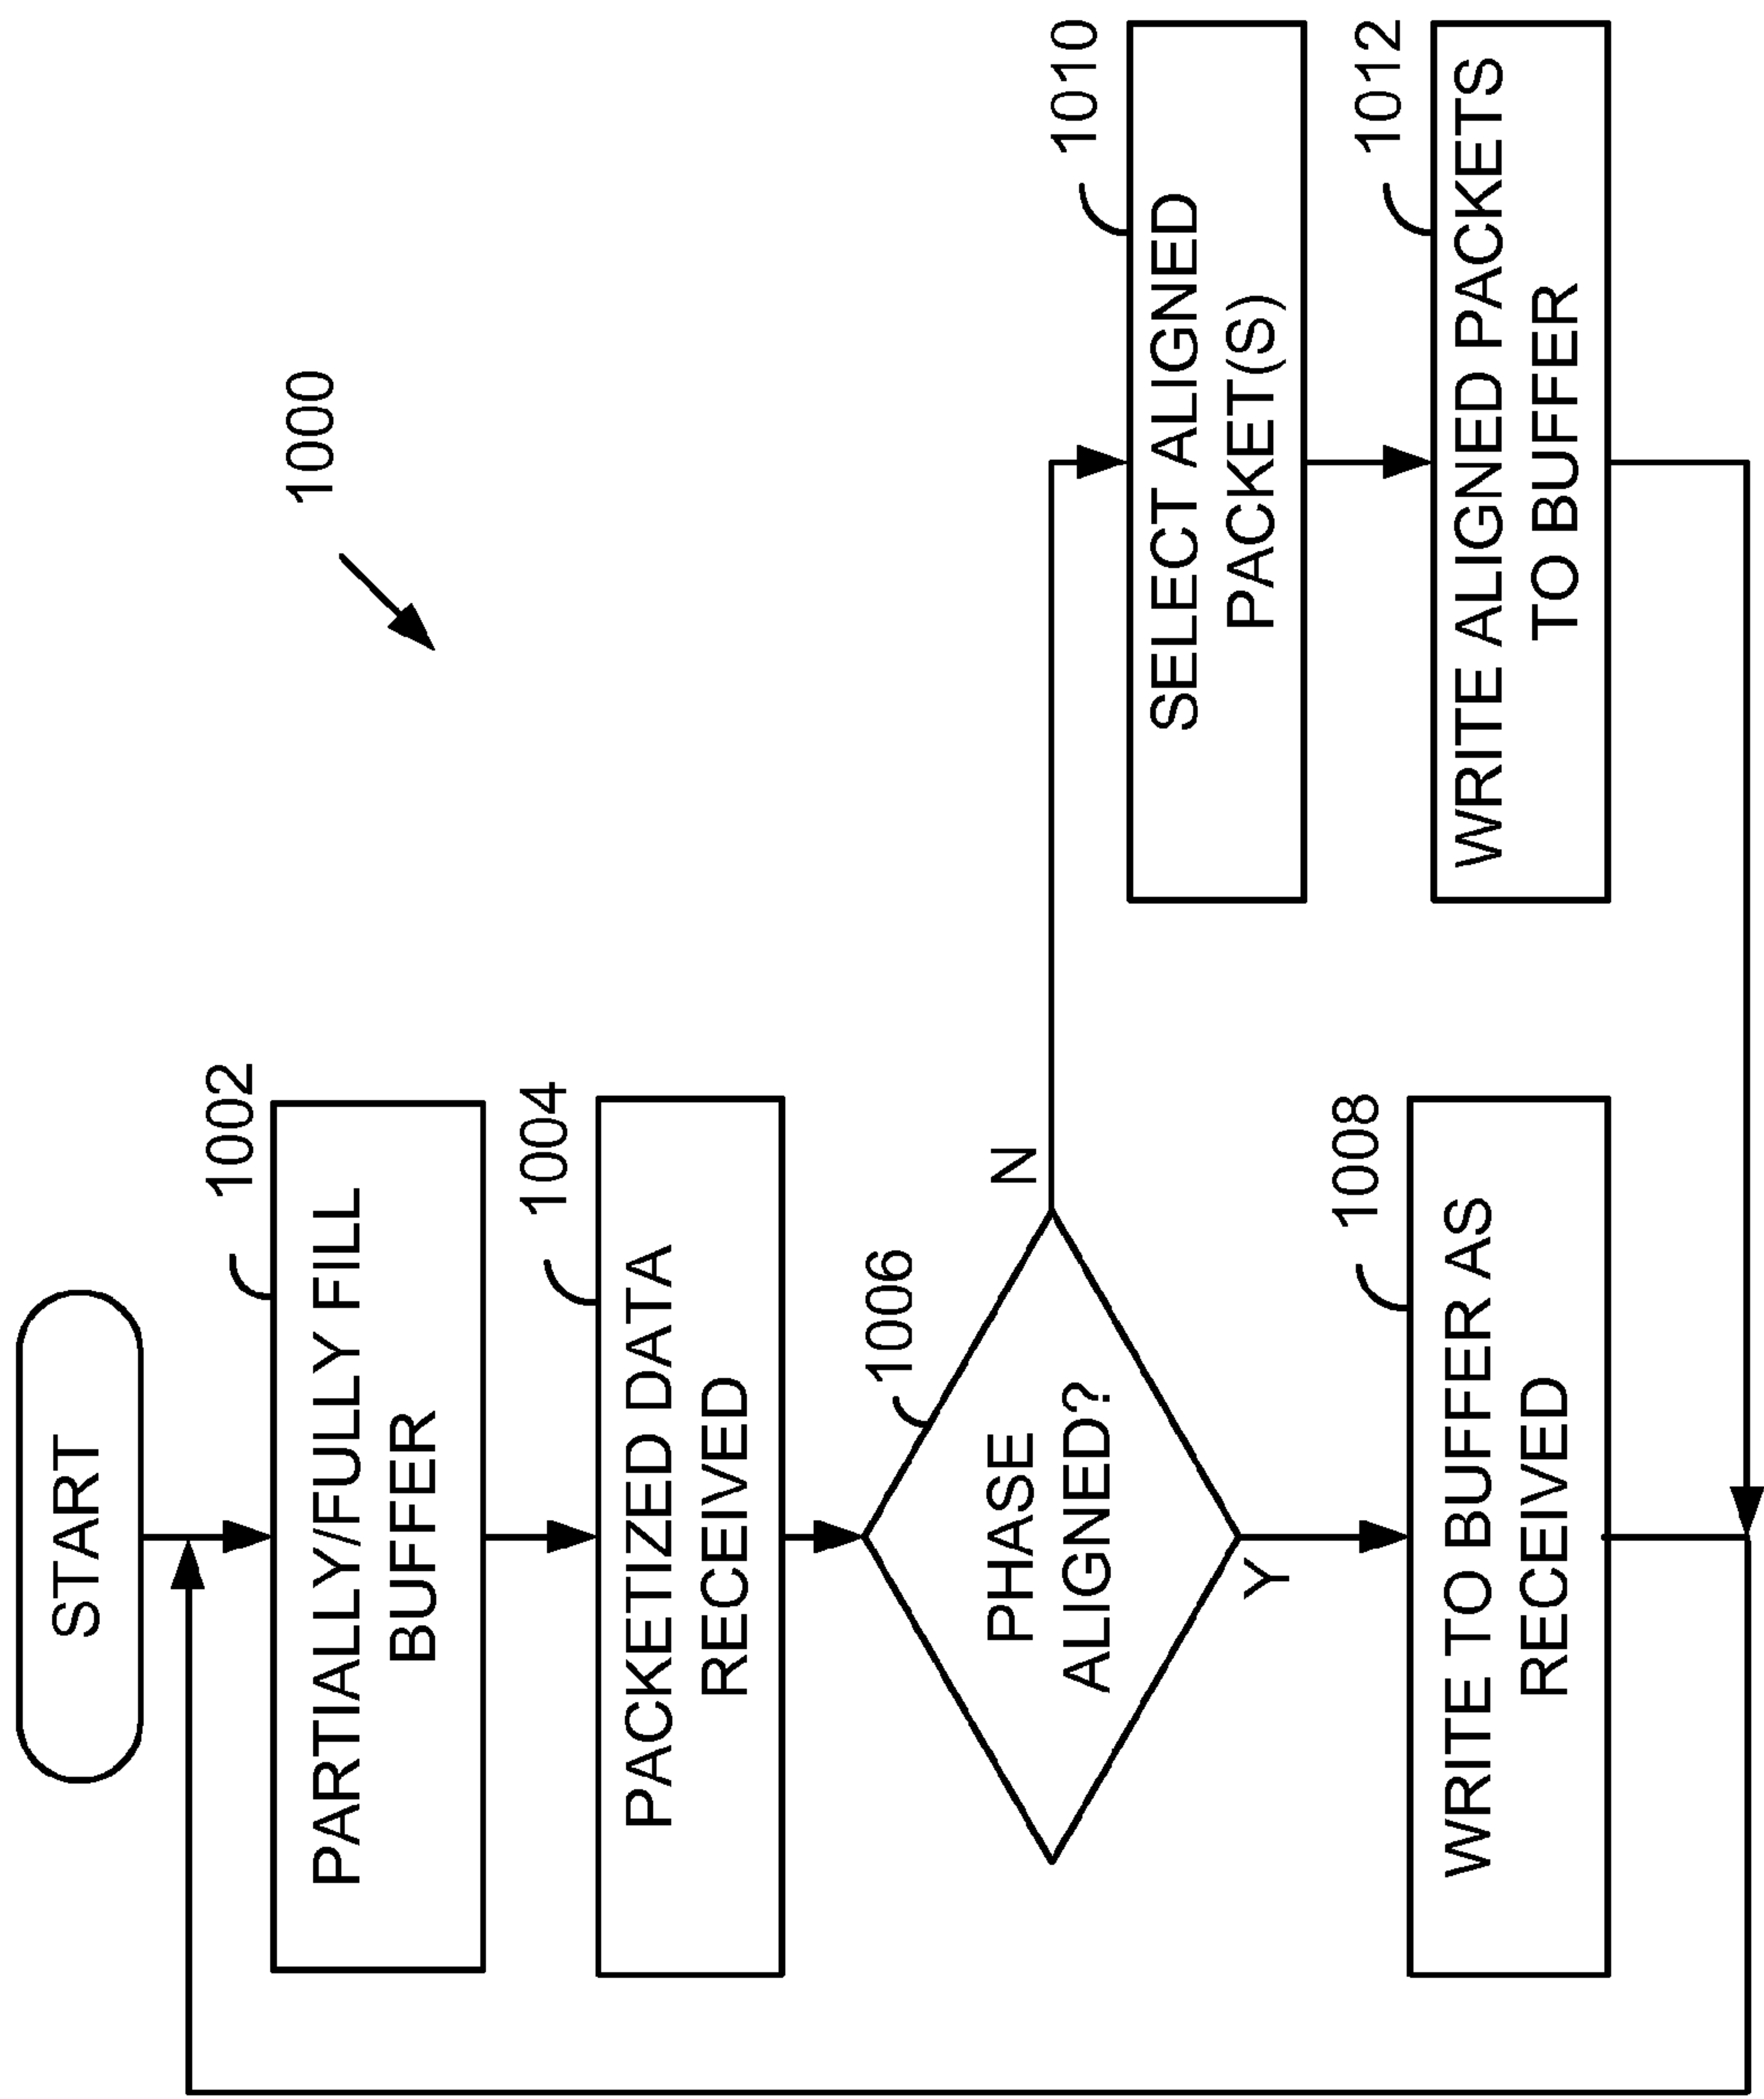 1000
START
1002
PARTIALLY/FULLY FILL
BUFFER
1004
PACKETIZED DATA
RECEIVED
1006
PHASE
ALIGNED?
N
Y
1008
WRITE TO BUFFER AS
RECEIVED
1010
SELECT ALIGNED
PACKET(S)
1012
WRITE ALIGNED PACKETS
TO BUFFER